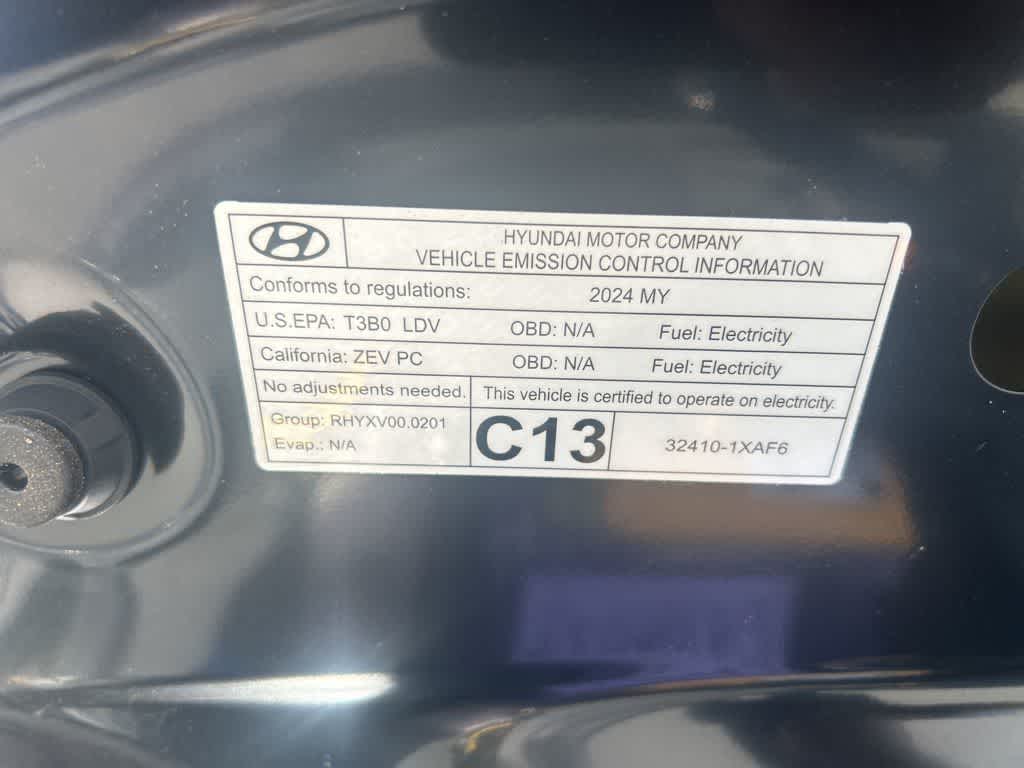 HYUNDAI MOTOR COMPANY
VEHICLE EMISSION CONTROL INFORMATION
Conforms to regulations: 2024 MY
U.S.EPA: T3B0 LDV OBD: N/A Fuel: Electricity
California: ZEV PC OBD: N/A Fuel: Electricity
No adjustments needed. This vehicle is certified to operate on electricity.
Group: RHYXV00.0201
Evap.: N/A
C13
32410-1XAF6